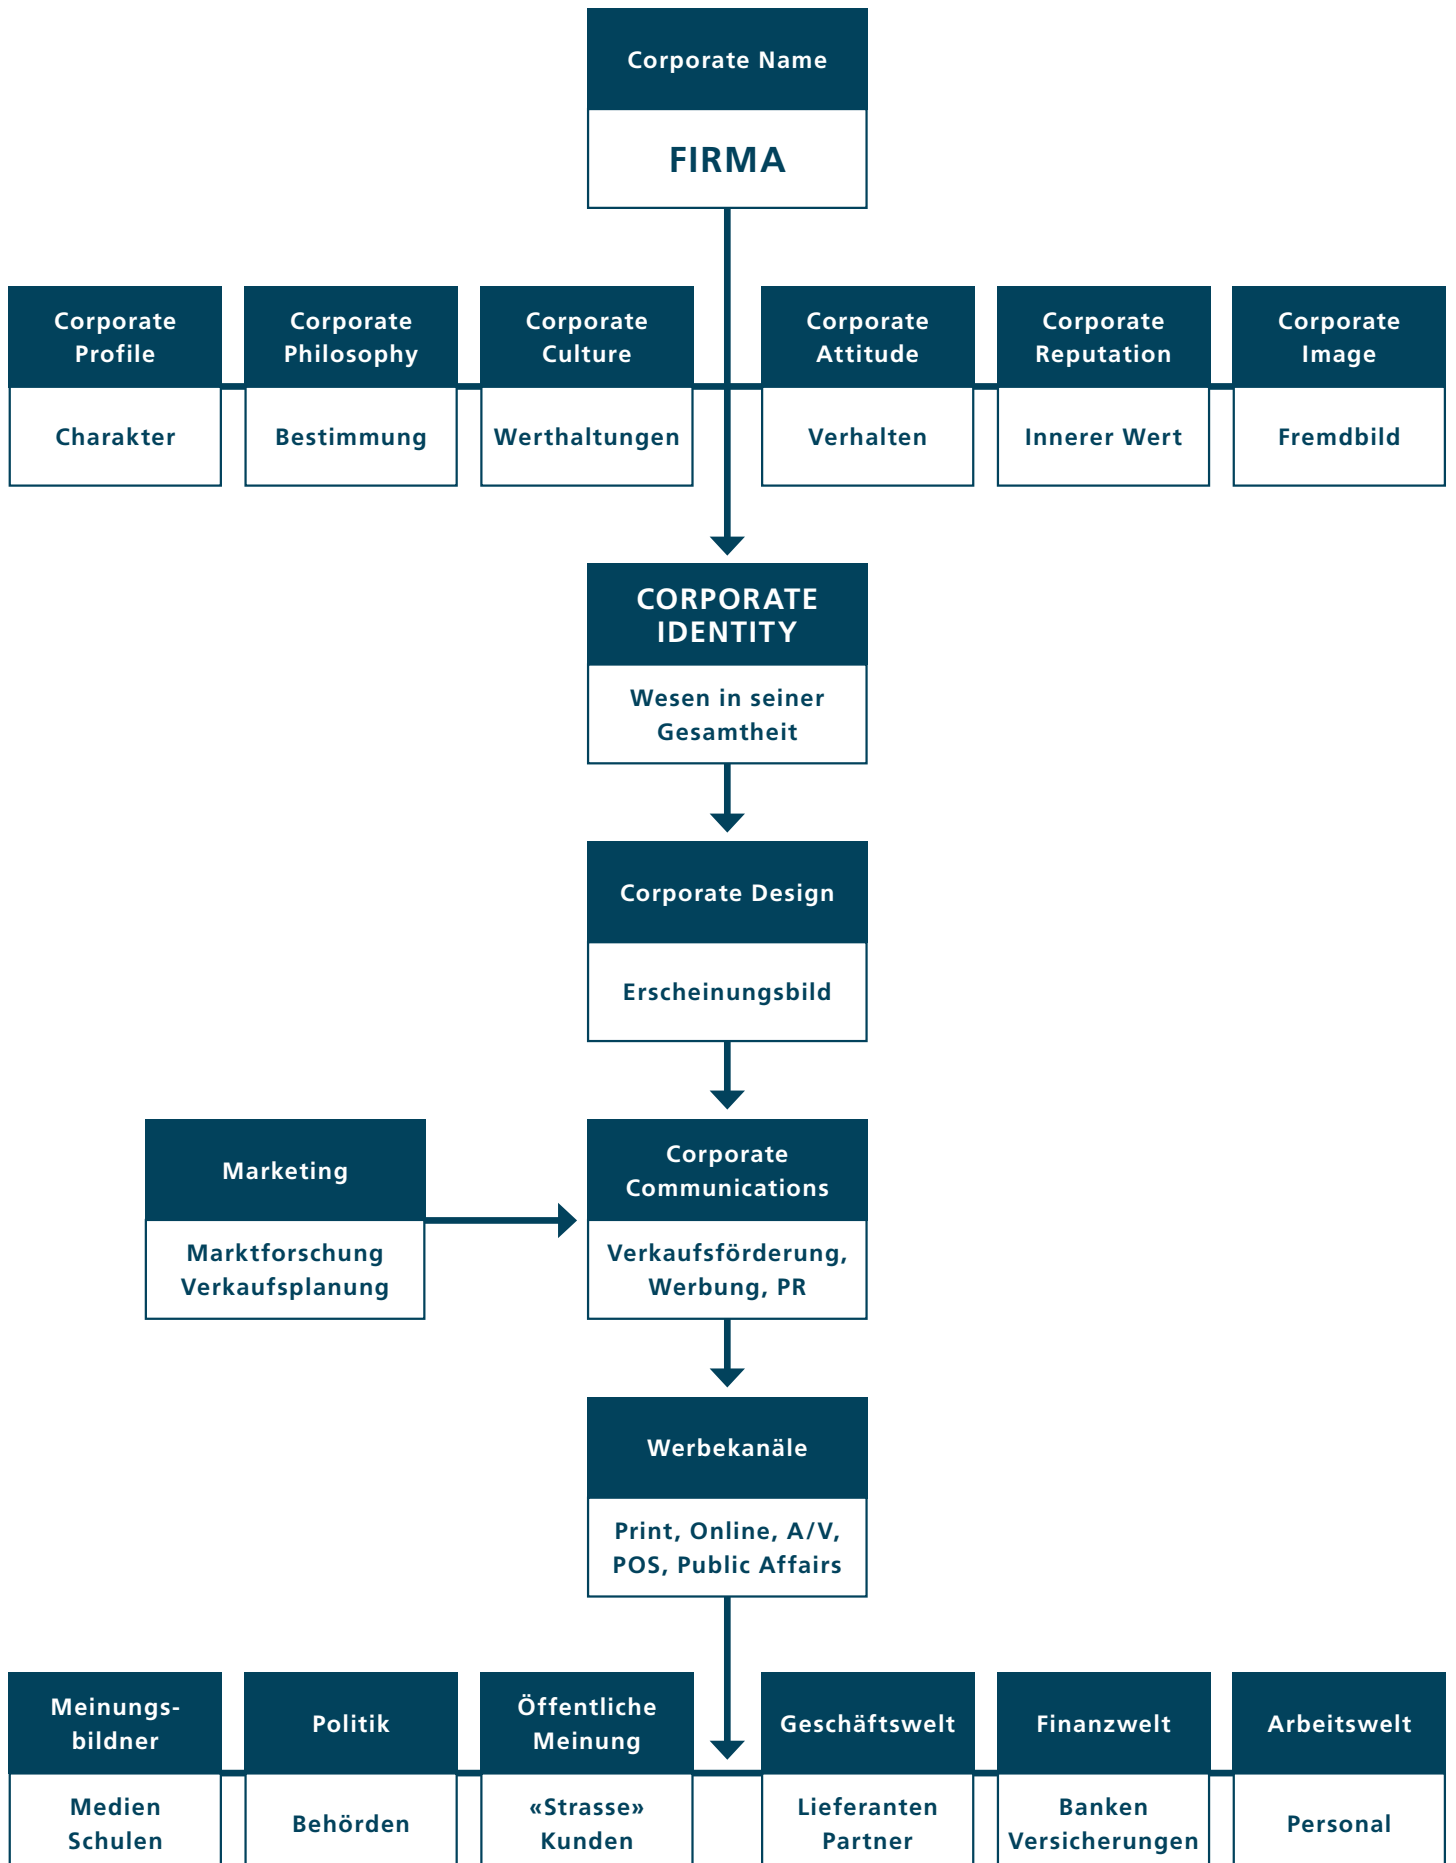 Corporate Name
FIRMA
Corporate
Profile
Charakter
Corporate
Philosophy
Bestimmung
Corporate
Culture
Werthaltungen
Corporate
Attitude
Verhalten
Corporate
Reputation
Innerer Wert
Corporate
Image
Fremdbild
CORPORATE
IDENTITY
Wesen in seiner
Gesamtheit
Corporate Design
Erscheinungsbild
Marketing
Marktforschung
Verkaufsplanung
Corporate
Communications
Verkaufsförderung,
Werbung, PR
Werbekanäle
Print, Online, A/V,
POS, Public Affairs
Meinungs-
bildner
Medien
Schulen
Politik
Behörden
Öffentliche
Meinung
«Strasse»
Kunden
Geschäftswelt
Lieferanten
Partner
Finanzwelt
Banken
Versicherungen
Arbeitswelt
Personal